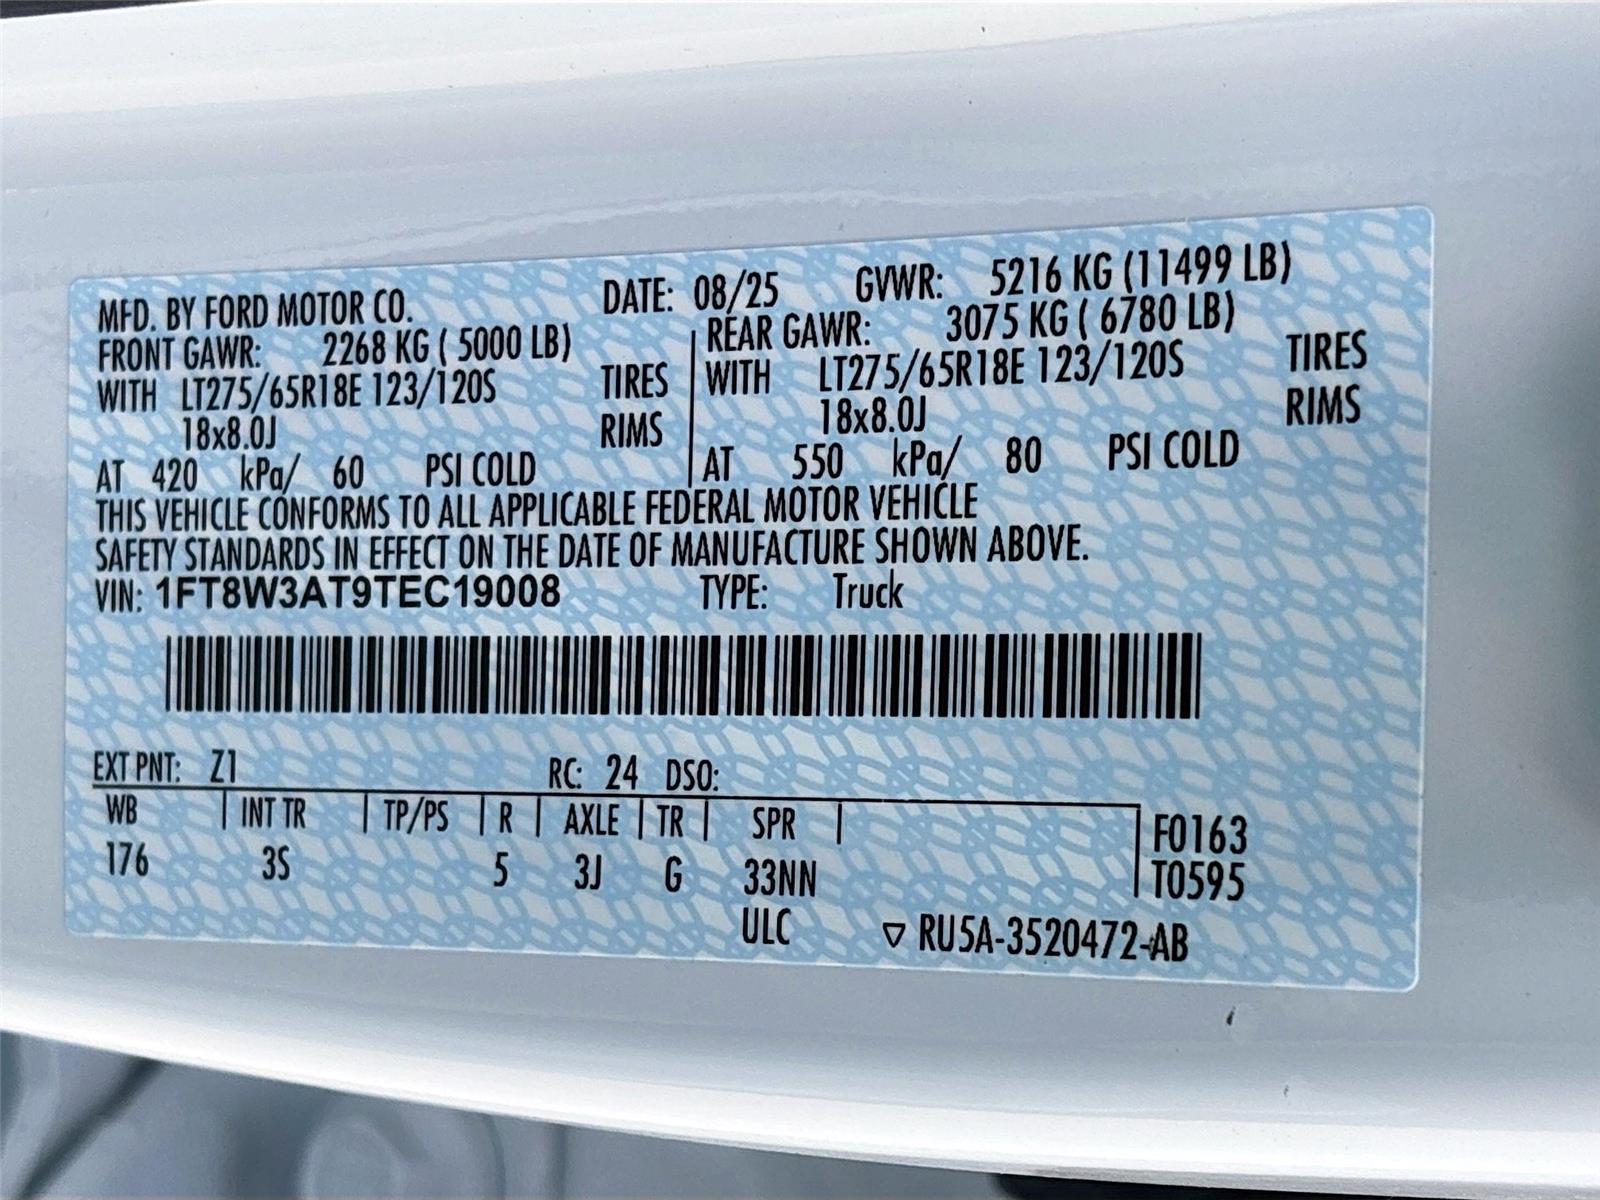 MFD. BY FORD MOTOR CO. DATE: 08/25 GVWR: 5216 KG (11499 LB)
FRONT GAWR: 2268 KG ( 5000 LB) REAR GAWR: 3075 KG ( 6780 LB)
WITH LT275/65R18E 123/120S TIRES WITH LT275/65R18E 123/120S TIRES
18x8.0J RIMS 18x8.0J RIMS
AT 420 kPa/ 60 PSI COLD AT 550 kPa/ 80 PSI COLD
THIS VEHICLE CONFORMS TO ALL APPLICABLE FEDERAL MOTOR VEHICLE
SAFETY STANDARDS IN EFFECT ON THE DATE OF MANUFACTURE SHOWN ABOVE.
VIN: 1FT8W3AT9TEC19008 TYPE: Truck
EXT PNT: Z1 RC: 24 DSO:
WB | INT TR | TP/PS | R | AXLE | TR | SPR | F0163
176 3S 5 3J G 33NN T0595
ULC ▽ RU5A-3520472-AB